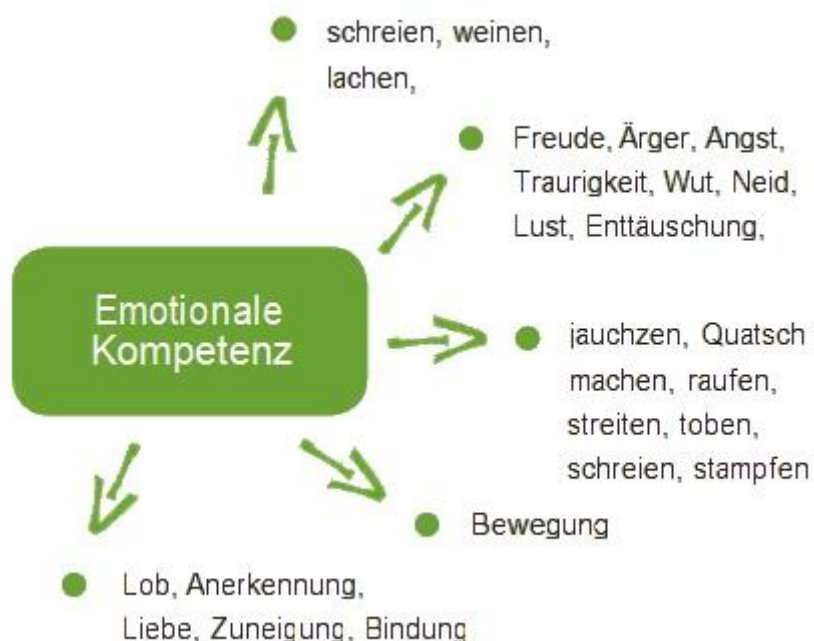 schreien, weinen,
lachen,
Freude, Ärger, Angst,
Traurigkeit, Wut, Neid,
Lust, Enttäuschung,
Emotionale
Kompetenz
jauchzen, Quatsch
machen, raufen,
streiten, toben,
schreien, stampfen
Bewegung
Lob, Anerkennung,
Liebe, Zuneigung, Bindung